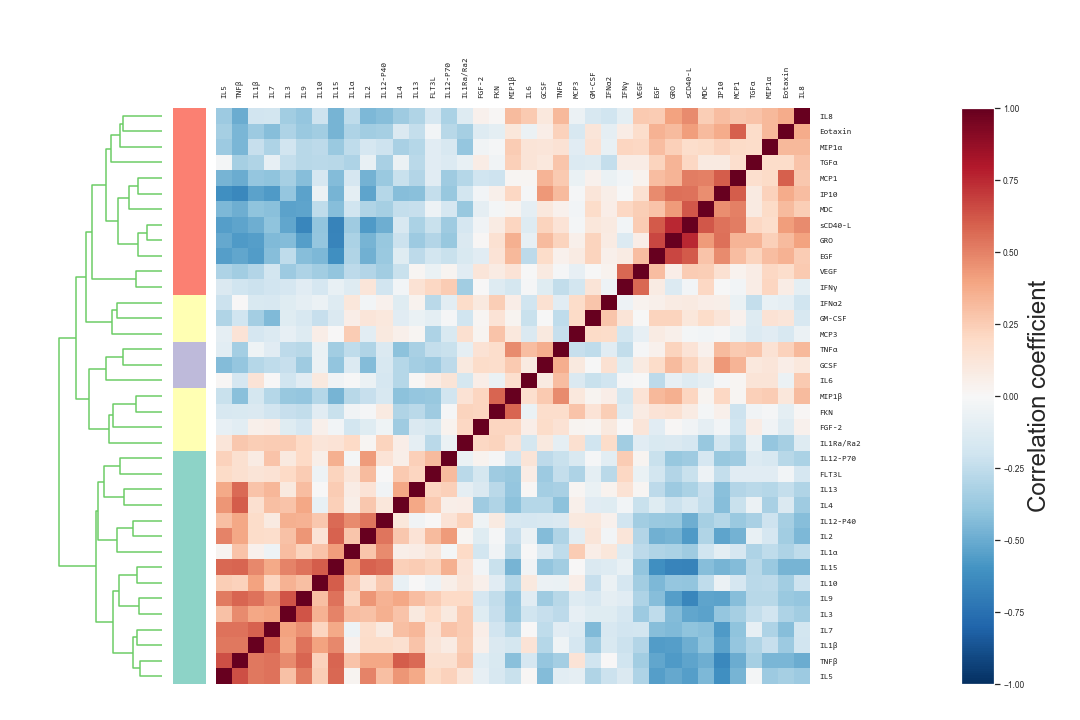 IL5 TNFβ IL1β IL7 IL3 IL9 IL10 IL15 IL1α IL2 IL12-P40 IL4 IL13 FLT3L IL12-P70 IL1Ra/Ra2 FGF-2 FKN MIP1β IL6 GCSF TNFα MCP3 GM-CSF IFNα2 IFNγ VEGF EGF GRO sCD40-L MDC IP10 MCP1 TGFα MIP1α Eotaxin IL8
IL8
Eotaxin
MIP1α
TGFα
MCP1
IP10
MDC
sCD40-L
GRO
EGF
VEGF
IFNγ
IFNα2
GM-CSF
MCP3
TNFα
GCSF
IL6
MIP1β
FKN
FGF-2
IL1Ra/Ra2
IL12-P70
FLT3L
IL13
IL4
IL12-P40
IL2
IL1α
IL15
IL10
IL9
IL3
IL7
IL1β
TNFβ
IL5
1.00
0.75
0.50
0.25
0.00
−0.25
−0.50
−0.75
−1.00
Correlation coefficient